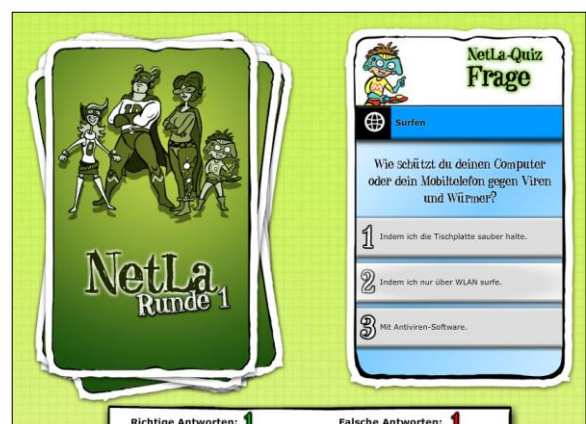 NetLa
Runde 1
NetLa-Quiz
Frage
Surfen
Wie schützt du deinen Computer
oder dein Mobiltelefon gegen Viren
und Würmer?
1 Indem ich die Tischplatte sauber halte.
2 Indem ich nur über WLAN surfe.
3 Mit Antiviren-Software.
Richtige Antworten: 1 Falsche Antworten: 1